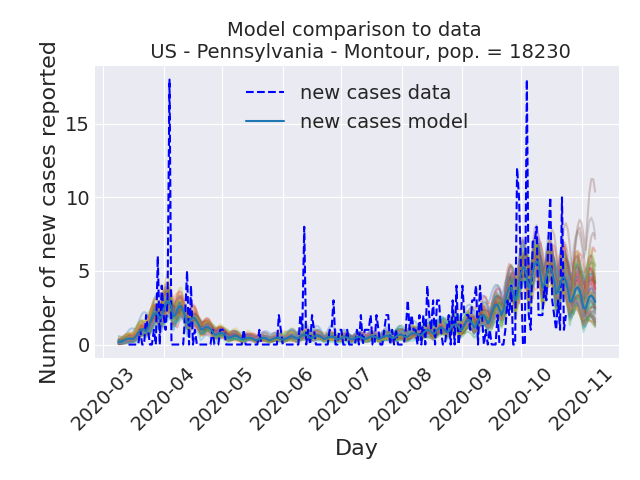 Model comparison to data
US - Pennsylvania - Montour, pop. = 18230
new cases data
new cases model
Number of new cases reported
15
10
5
0
2020-03
2020-04
2020-05
2020-06
2020-07
2020-08
2020-09
2020-10
2020-11
Day